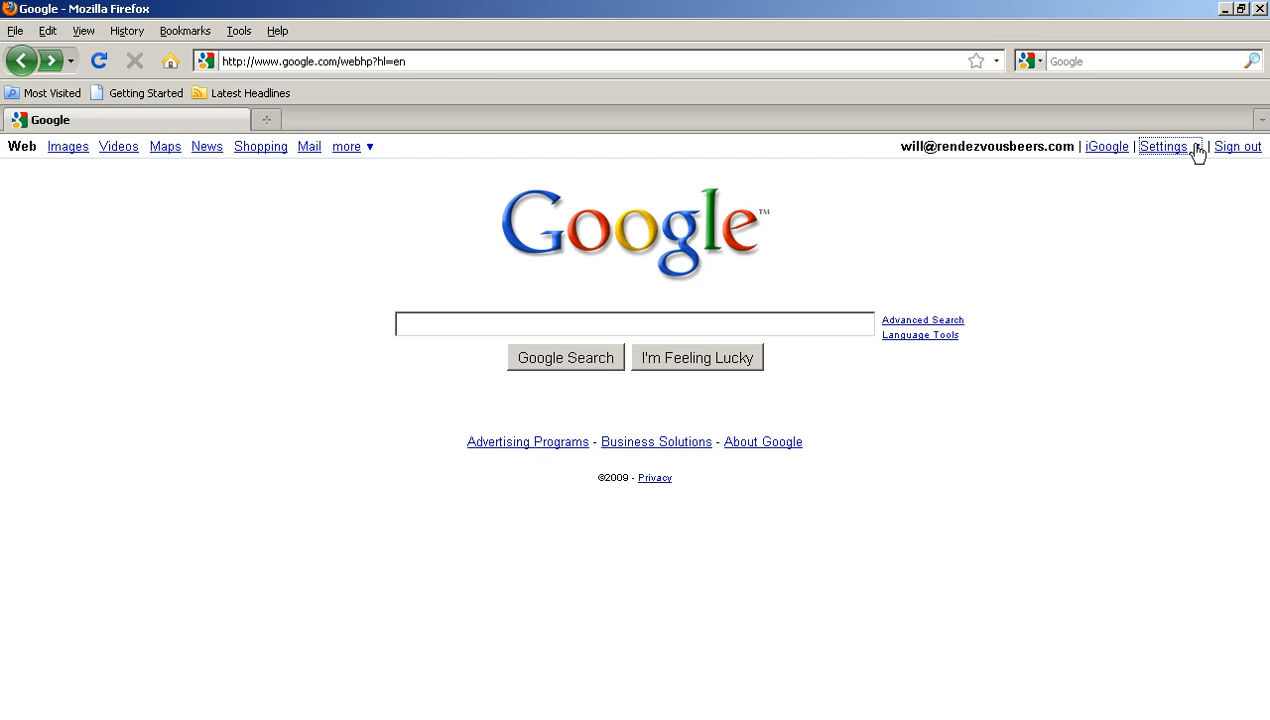 Google - Mozilla Firefox
File Edit View History Bookmarks Tools Help
http://www.google.com/webhp?hl=en
Google
Most Visited Getting Started Latest Headlines
Google
Web Images Videos Maps News Shopping Mail more ▼ will@rendezvousbeers.com | iGoogle | Settings | Sign out
Google™
Advanced Search
Language Tools
Google Search I'm Feeling Lucky
Advertising Programs - Business Solutions - About Google
©2009 - Privacy